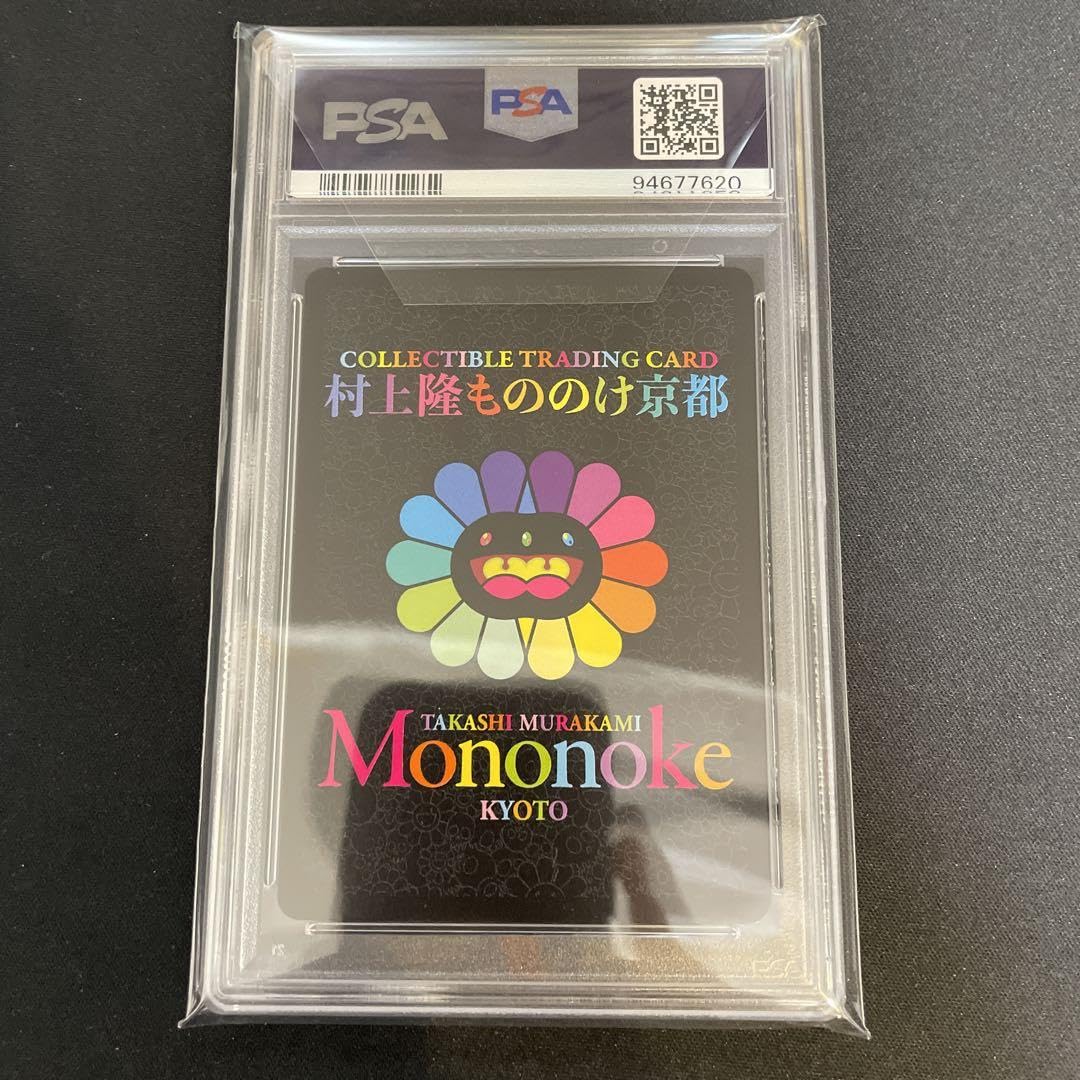 PSA
PSA
94677620
COLLECTIBLE TRADING CARD
村上隆もののけ京都
TAKASHI MURAKAMI
Mononoke
KYOTO
PSA